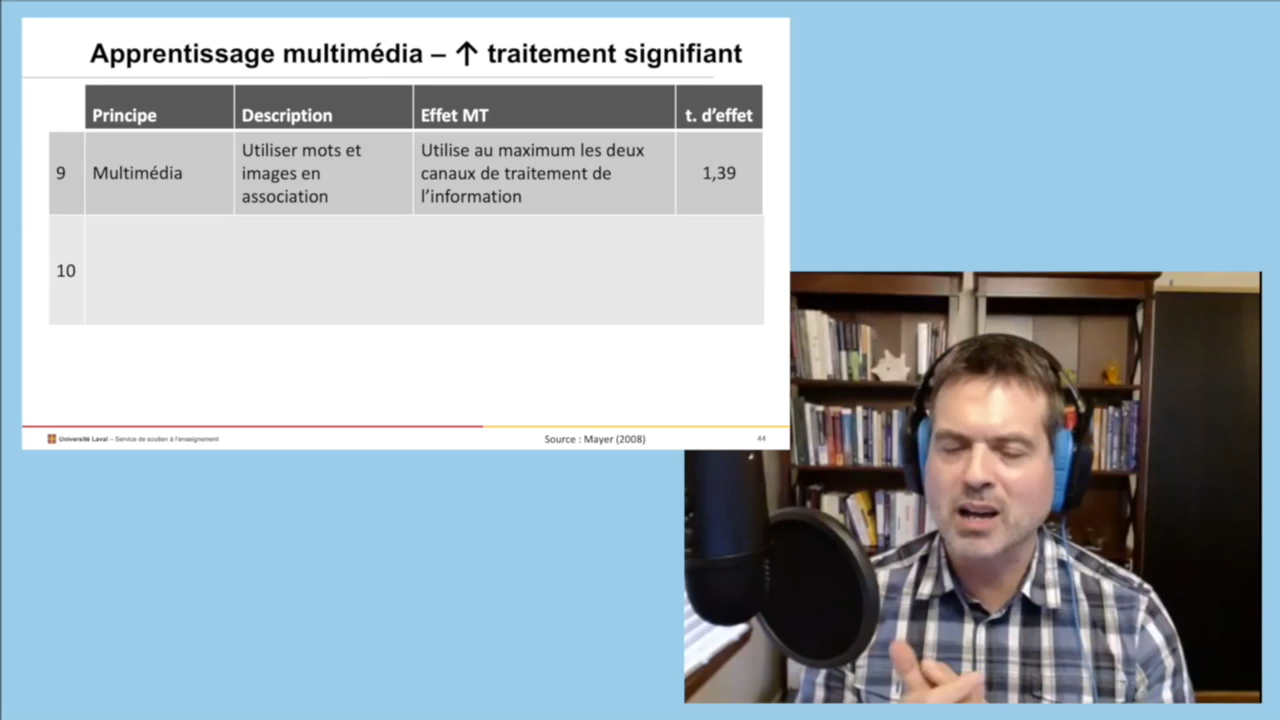 Apprentissage multimédia – ↑ traitement signifiant
Principe
Description
Effet MT
t. d'effet
9
Multimédia
Utiliser mots et
images en
association
Utilise au maximum les deux
canaux de traitement de
l'information
1,39
10
Université Laval – Service de soutien à l'enseignement
Source : Mayer (2008)
44